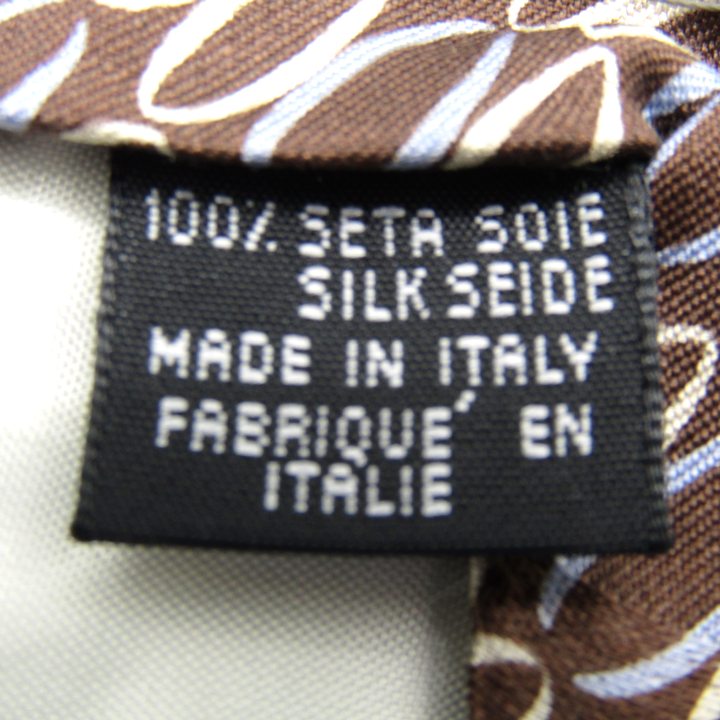 100% SETA SOIE
SILK SEIDE
MADE IN ITALY
FABRIQUE' EN
ITALIE